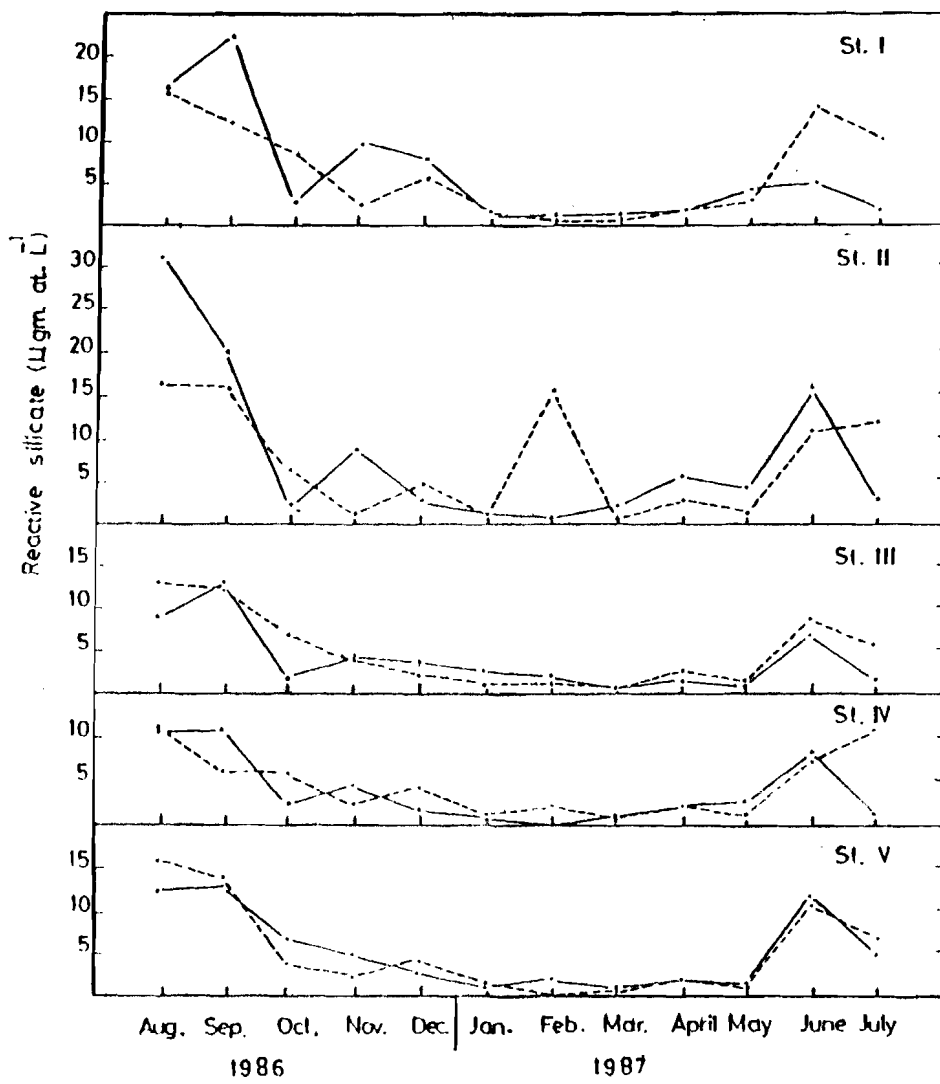 St. I
20
15
10
5
St. II
30
25
20
15
10
5
St. III
15
10
5
St. IV
10
5
St. V
15
10
5
Reactive silicate (µgm. at. L⁻¹)
Aug. Sep. Oct. Nov. Dec. Jan. Feb. Mar. April May June July
1986 1987